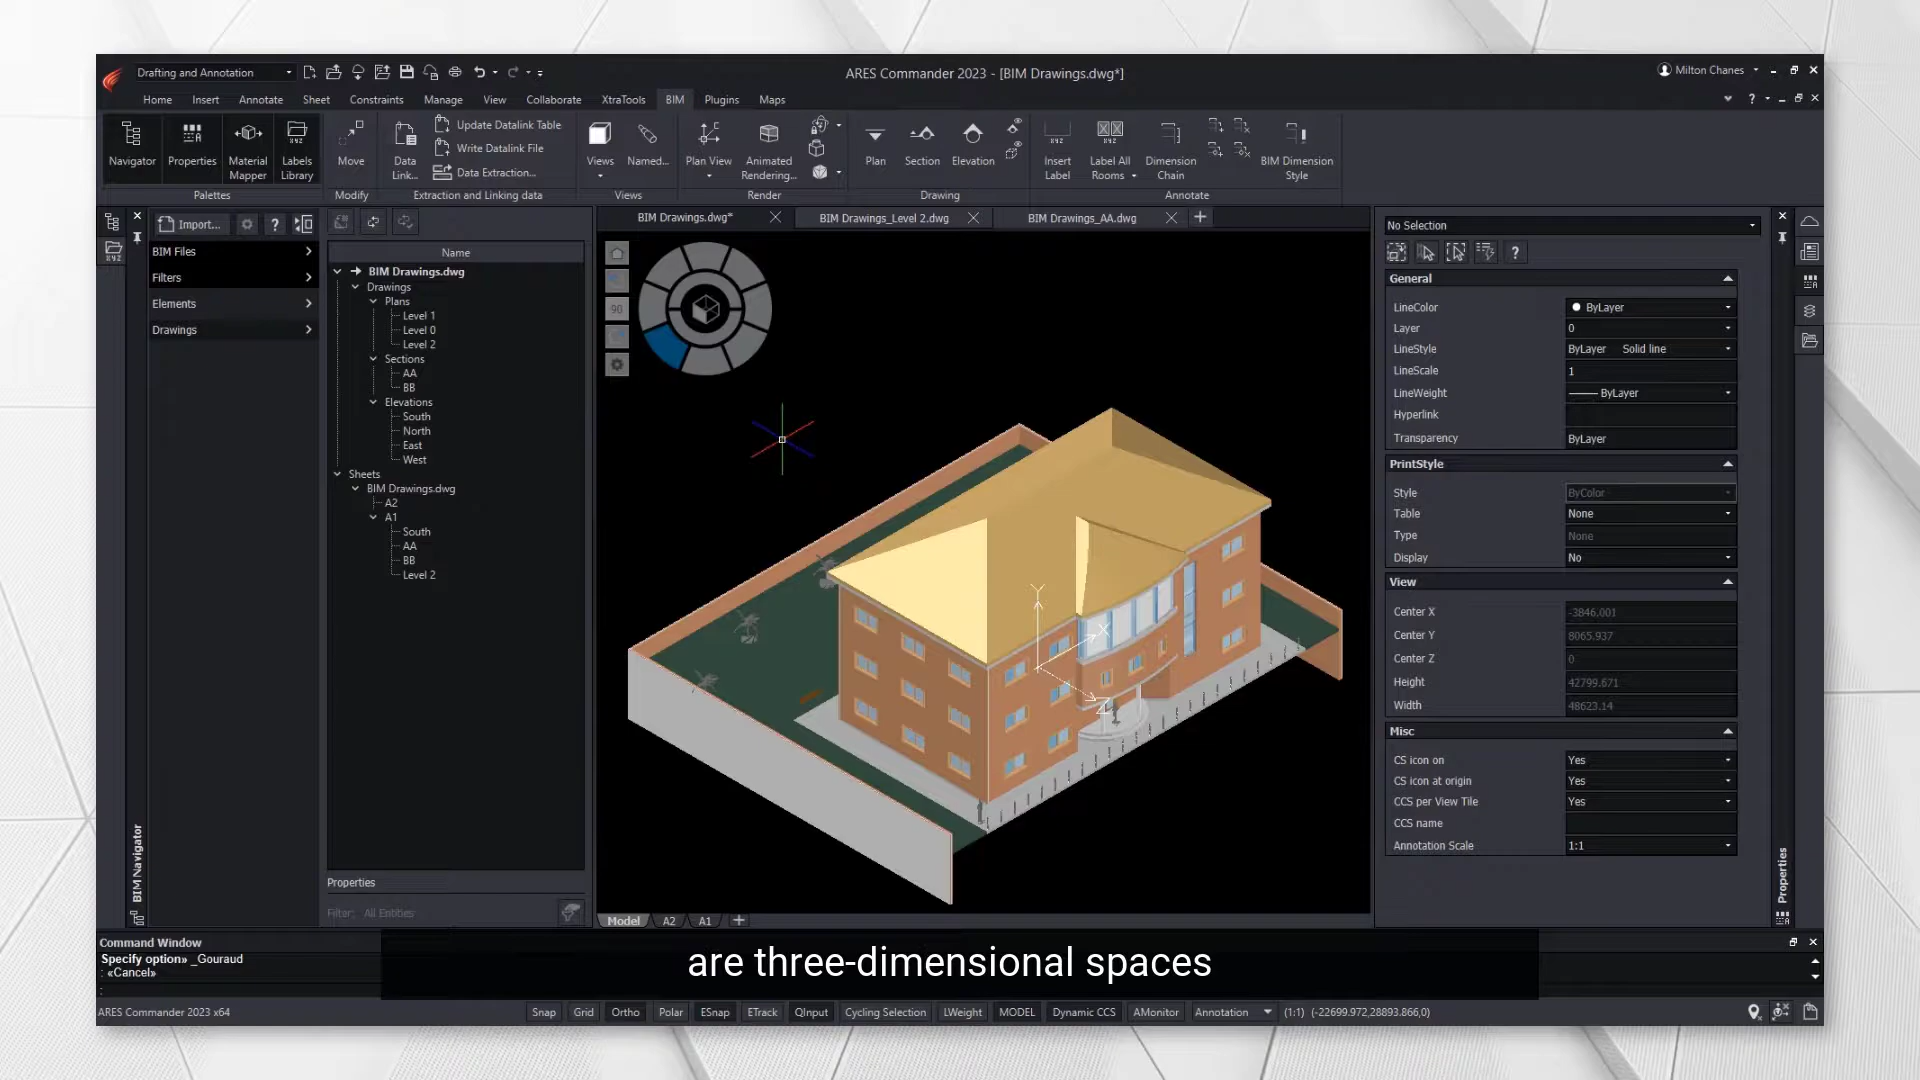 Drafting and Annotation
ARES Commander 2023 - [BIM Drawings.dwg*]
Milton Chanes
Home Insert Annotate Sheet Constraints Manage View Collaborate XtraTools BIM Plugins Maps
Navigator
Properties
Material Mapper
Labels Library
Palettes
Move
Modify
Data Link...
Update Datalink Table
Write Datalink File
Data Extraction...
Extraction and Linking data
Views
Named...
Views
Plan View
Animated Rendering...
Render
Plan
Section
Elevation
Drawing
Insert Label
Label All Rooms
Dimension Chain
BIM Dimension Style
Annotate
Import...
BIM Files
Filters
Elements
Drawings
BIM Navigator
Name
BIM Drawings.dwg
Drawings
Plans
Level 1
Level 0
Level 2
Sections
AA
BB
Elevations
South
North
East
West
Sheets
BIM Drawings.dwg
A2
A1
South
AA
BB
Level 2
Properties
Filter: All Entities
BIM Drawings.dwg* BIM Drawings_Level 2.dwg BIM Drawings_AA.dwg
90
Y
X
Z
Model A2 A1
No Selection
General
LineColor ByLayer
Layer 0
LineStyle ByLayer Solid line
LineScale 1
LineWeight ByLayer
Hyperlink
Transparency ByLayer
PrintStyle
Style ByColor
Table None
Type None
Display No
View
Center X -3846.001
Center Y 8065.937
Center Z 0
Height 42799.671
Width 48623.14
Misc
CS icon on Yes
CS icon at origin Yes
CCS per View Tile Yes
CCS name
Annotation Scale 1:1
Properties
Command Window
Specify option» _Gouraud
: «Cancel»
:
are three-dimensional spaces
ARES Commander 2023 x64
Snap Grid Ortho Polar ESnap ETrack QInput Cycling Selection LWeight MODEL Dynamic CCS AMonitor Annotation (1:1) (-22699.972,28893.866,0)